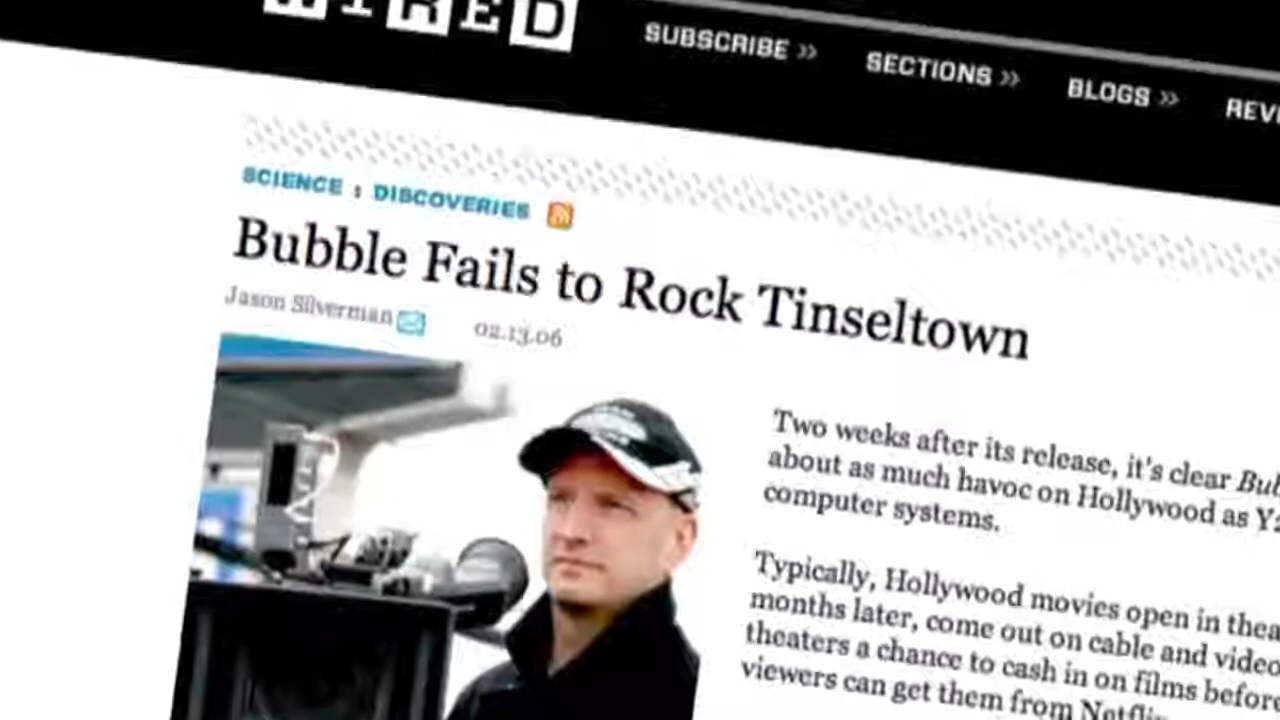 WIRED
SUBSCRIBE »
SECTIONS »
BLOGS »
SCIENCE : DISCOVERIES
Bubble Fails to Rock Tinseltown
Jason Silverman
02.13.06
Two weeks after its release, it's clear
about as much havoc on Hollywood as
computer systems.
Typically, Hollywood movies open in
months later, come out on cable and video
theaters a chance to cash in on films before
viewers can get them from